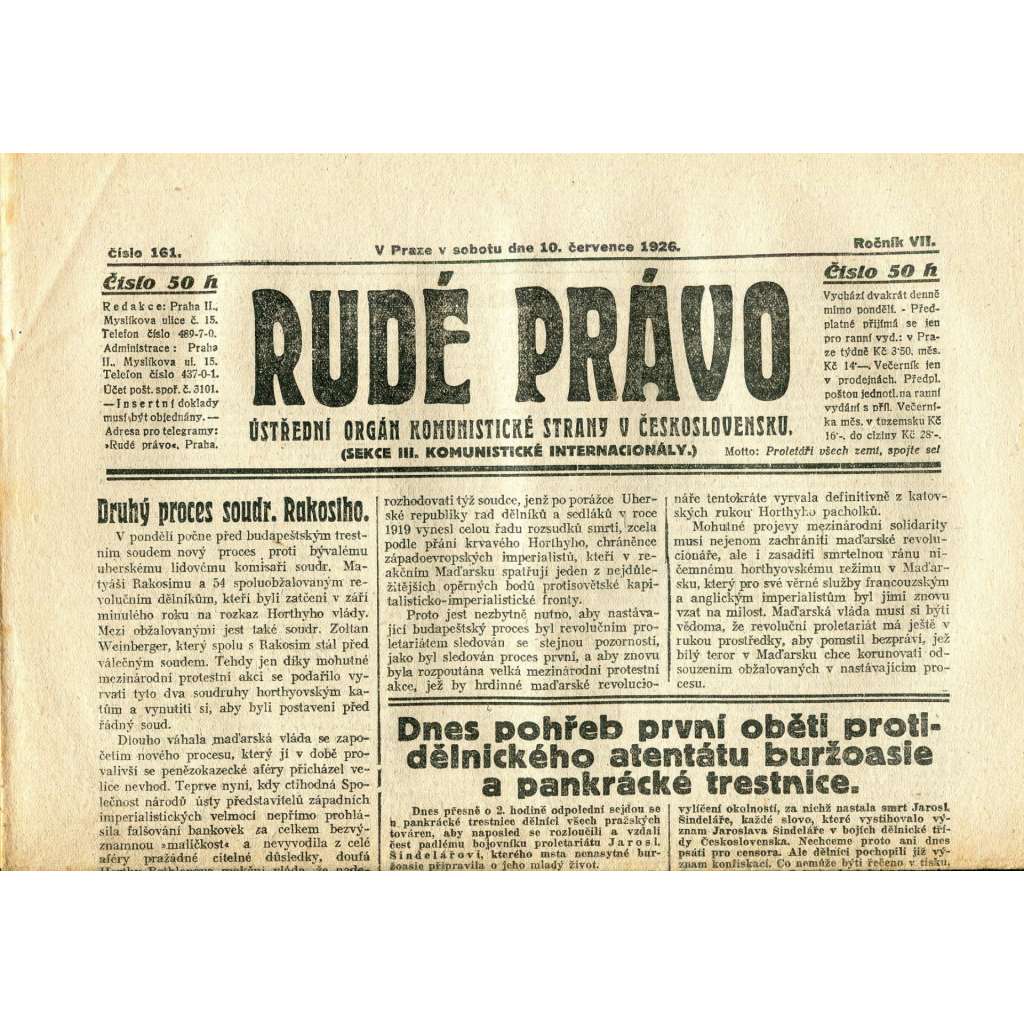 číslo 161.
V Praze v sobotu dne 10. července 1926.
Ročník VII.
Číslo 50 h
Redakce: Praha II.,
Myslíkova ulice č. 15.
Telefon číslo 489-7-0.
Administrace: Praha
II., Myslíkova ul. 15.
Telefon číslo 437-0-1.
Účet pošt. spoř. č. 3101.
—Insertní doklady
musí být objednány.—
Adresa pro telegramy:
»Rudé právo«, Praha.
RUDÉ PRÁVO
ÚSTŘEDNÍ ORGÁN KOMUNISTICKÉ STRANY V ČESKOSLOVENSKU.
(SEKCE III. KOMUNISTICKÉ INTERNACIONÁLY.)
Motto: Proletáři všech zemí, spojte se!
Číslo 50 h
Vychází dvakrát denně
mimo pondělí. - Před-
platné přijímá se jen
pro ranní vyd.: v Pra-
ze týdně Kč 3·50, měs.
Kč 14·—, Večerník jen
v prodejnách. Předpl.
poštou jednotl. na ranní
vydání s příl. Večerní-
ka měs. v tuzemsku Kč
16·-, do ciziny Kč 28·-.
Druhý proces soudr. Rakosiho.
V pondělí počne před budapeštským trest-
ním soudem nový proces proti bývalému
uherskému lidovému komisaři soudr. Ma-
tyáši Rakosimu a 54 spoluobžalovaným re-
volučním dělníkům, kteří byli zatčeni v září
minulého roku na rozkaz Horthyho vlády.
Mezi obžalovanými jest také soudr. Zoltan
Weinberger, který spolu s Rakosim stál před
válečným soudem. Tehdy jen díky mohutné
mezinárodní protestní akci se podařilo vy-
rvati tyto dva soudruhy horthyovským ka-
tům a vynutiti si, aby byli postaveni před
řádný soud.
Dlouho váhala maďarská vláda se zapo-
četím nového procesu, který jí v době pro-
valivší se penězokazecké aféry přicházel ve-
lice nevhod. Teprve nyní, kdy ctihodná Spo-
lečnost národů ústy představitelů západních
imperialistických velmocí nepřímo prohlá-
sila falšování bankovek za celkem bezvý-
znamnou »maličkost« a nevyvodila z celé
aféry pražádné citelné důsledky, doufá
rozhodovati týž soudce, jenž po porážce Uher-
ské republiky rad dělníků a sedláků v roce
1919 vynesl celou řadu rozsudků smrti, zcela
podle přání krvavého Horthyho, chráněnce
západoevropských imperialistů, kteří v re-
akčním Maďarsku spatřují jeden z nejdůle-
žitějších opěrných bodů protisovětské kapi-
talisticko-imperialistické fronty.
Proto jest nezbytně nutno, aby nastáva-
jící budapeštský proces byl revolučním pro-
letariátem sledován se stejnou pozorností,
jako byl sledován proces první, a aby znovu
byla rozpoutána velká mezinárodní protestní
akce, jež by hrdinné maďarské revolucio-
náře tentokráte vyrvala definitivně z katov-
ských rukou Horthyho pacholků.
Mohutné projevy mezinárodní solidarity
musí nejenom zachrániti maďarské revolu-
cionáře, ale i zasaditi smrtelnou ránu ni-
čemnému horthyovskému režimu v Maďar-
sku, který pro své věrné služby francouzským
a anglickým imperialistům byl jimi znovu
vzat na milost. Maďarská vláda musí si býti
vědoma, že revoluční proletariát má ještě v
rukou prostředky, aby pomstil bezpráví, jež
bílý teror v Maďarsku chce korunovati od-
souzením obžalovaných v nastávajícím pro-
cesu.
Dnes pohřeb první oběti proti-
dělnického atentátu buržoasie
a pankrácké trestnice.
Dnes přesně o 2. hodině odpolední sejdou se
u pankrácké trestnice dělníci všech pražských
továren, aby naposled se rozloučili a vzdali
čest padlému bojovníku proletariátu Jarosl.
Šindelářovi, kterého msta nenasytné bur-
žoasie připravila o jeho mladý život.
vylíčení okolností, za nichž nastala smrt Jarosl.
Šindeláře, každé slovo, které vystihovalo vý-
znam Jaroslava Šindeláře v bojích dělnické tří-
dy Československa. Nechceme proto ani dnes
psáti pro censora. Ale dělníci pochopili již vý-
znam konfiskací. Co nemůže býti řečeno v tisku,